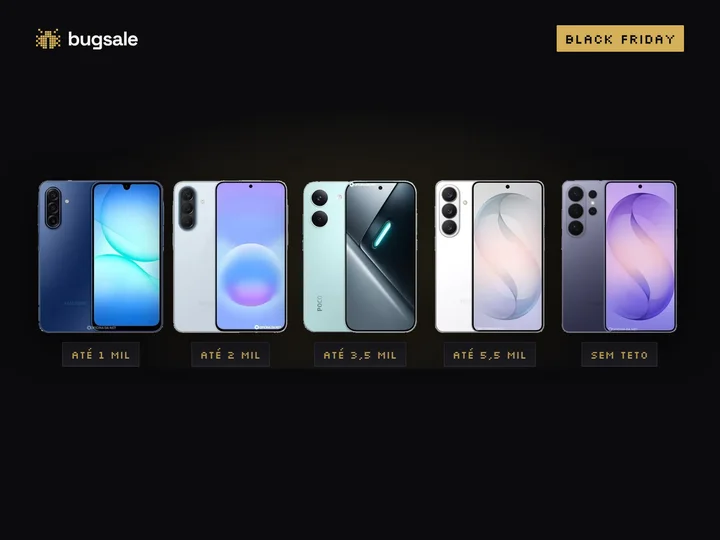 bugsale
BLACK FRIDAY
POCO
ATÉ 1 MIL
ATÉ 2 MIL
ATÉ 3,5 MIL
ATÉ 5,5 MIL
SEM TETO